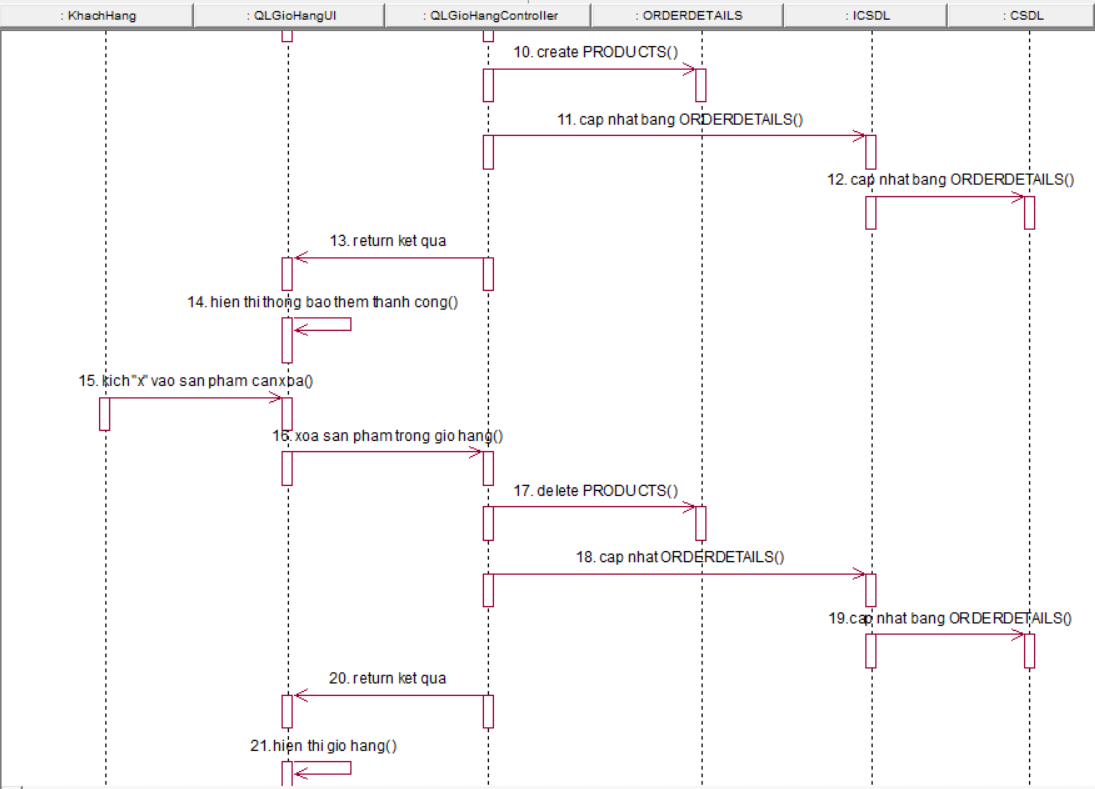 : KhachHang
: QLGioHangUI
: QLGioHangController
: ORDERDETAILS
: ICSDL
: CSDL
10. create PRODUCTS()
11. cap nhat bang ORDERDETAILS()
12. cap nhat bang ORDERDETAILS()
13. return ket qua
14. hien thi thong bao them thanh cong()
15. kich "x" vao san pham can xoa()
16. xoa san pham trong gio hang()
17. delete PRODUCTS()
18. cap nhat ORDERDETAILS()
19.cap nhat bang ORDERDETAILS()
20. return ket qua
21.hien thi gio hang()